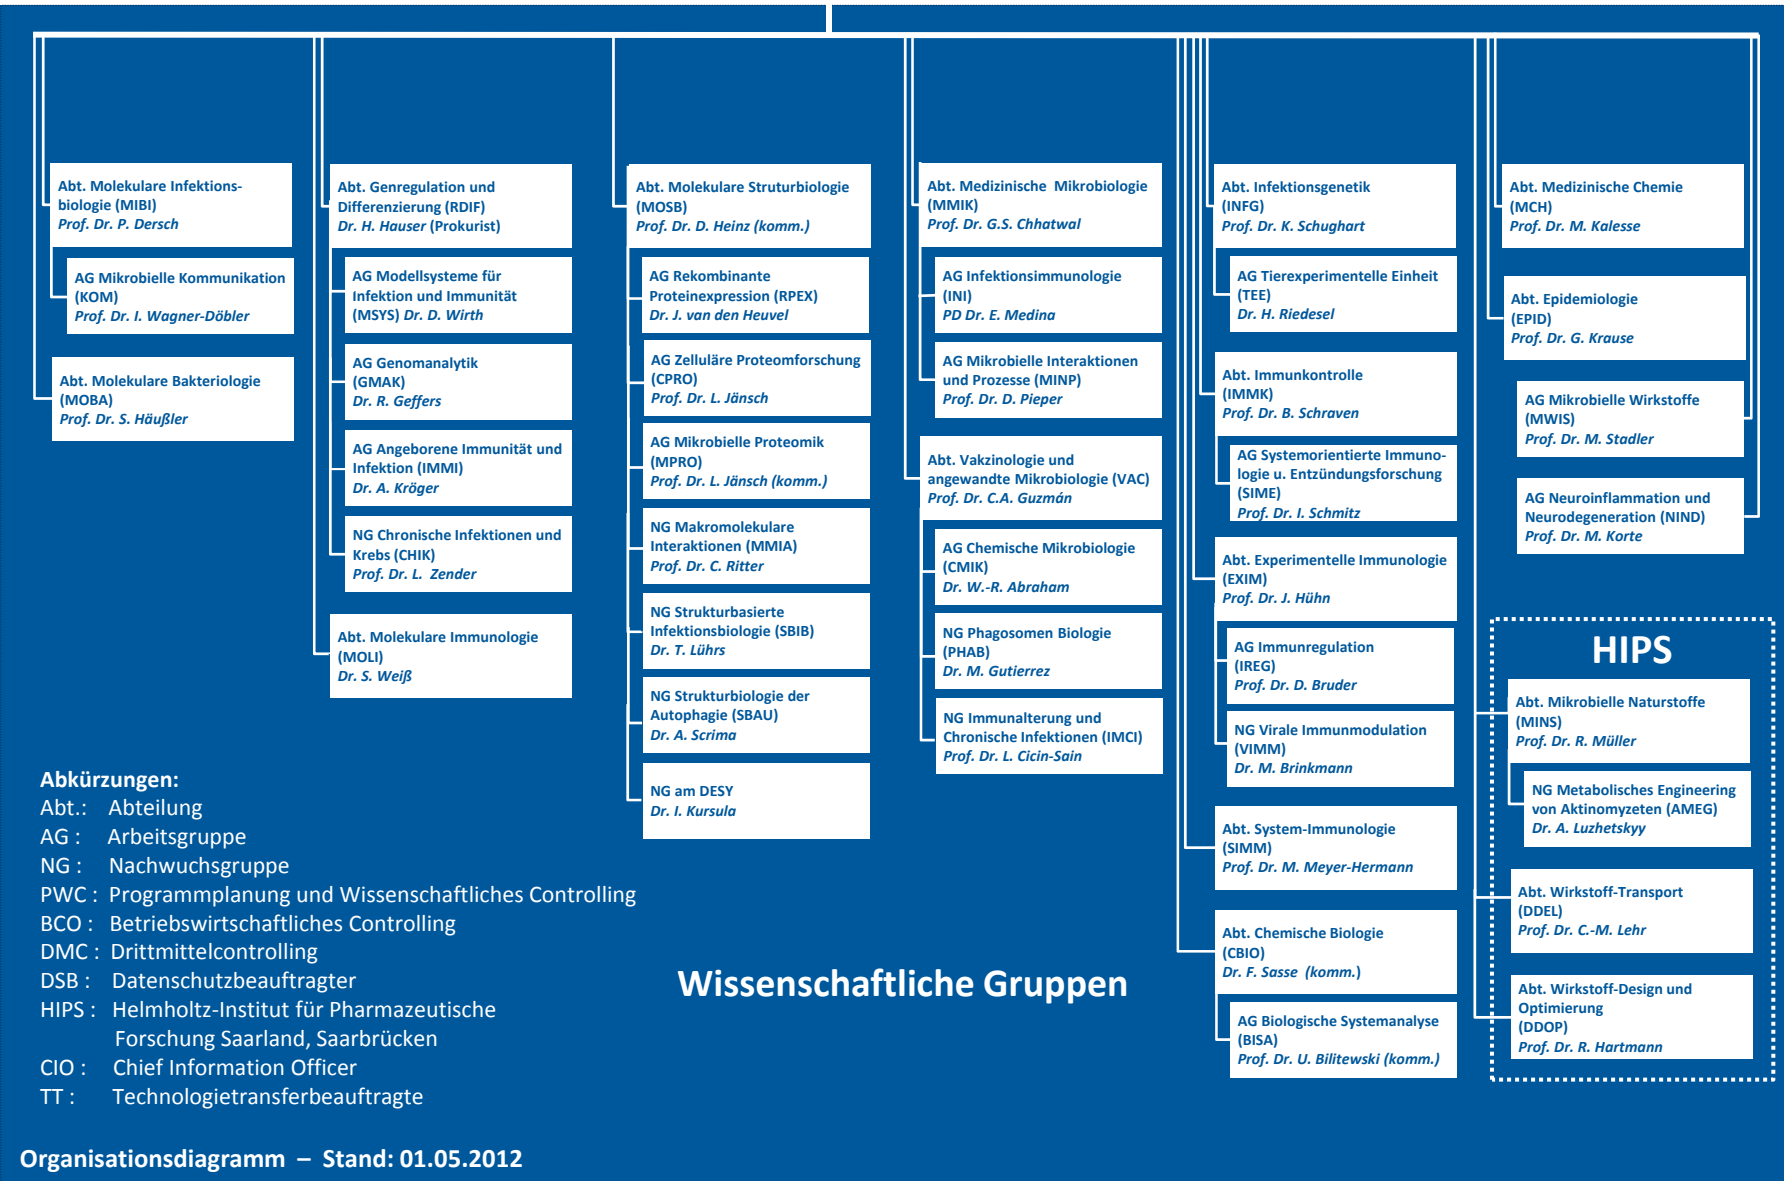 Abt. Molekulare Infektions-
biologie (MIBI)
Prof. Dr. P. Dersch
AG Mikrobielle Kommunikation
(KOM)
Prof. Dr. I. Wagner-Döbler
Abt. Molekulare Bakteriologie
(MOBA)
Prof. Dr. S. Häußler
Abt. Genregulation und
Differenzierung (RDIF)
Dr. H. Hauser (Prokurist)
AG Modellsysteme für
Infektion und Immunität
(MSYS) Dr. D. Wirth
AG Genomanalytik
(GMAK)
Dr. R. Geffers
AG Angeborene Immunität und
Infektion (IMMI)
Dr. A. Kröger
NG Chronische Infektionen und
Krebs (CHIK)
Prof. Dr. L. Zender
Abt. Molekulare Immunologie
(MOLI)
Dr. S. Weiß
Abt. Molekulare Struturbiologie
(MOSB)
Prof. Dr. D. Heinz (komm.)
AG Rekombinante
Proteinexpression (RPEX)
Dr. J. van den Heuvel
AG Zelluläre Proteomforschung
(CPRO)
Prof. Dr. L. Jänsch
AG Mikrobielle Proteomik
(MPRO)
Prof. Dr. L. Jänsch (komm.)
NG Makromolekulare
Interaktionen (MMIA)
Prof. Dr. C. Ritter
NG Strukturbasierte
Infektionsbiologie (SBIB)
Dr. T. Lührs
NG Strukturbiologie der
Autophagie (SBAU)
Dr. A. Scrima
NG am DESY
Dr. I. Kursula
Abt. Medizinische Mikrobiologie
(MMIK)
Prof. Dr. G.S. Chhatwal
AG Infektionsimmunologie
(INI)
PD Dr. E. Medina
AG Mikrobielle Interaktionen
und Prozesse (MINP)
Prof. Dr. D. Pieper
Abt. Vakzinologie und
angewandte Mikrobiologie (VAC)
Prof. Dr. C.A. Guzmán
AG Chemische Mikrobiologie
(CMIK)
Dr. W.-R. Abraham
NG Phagosomen Biologie
(PHAB)
Dr. M. Gutierrez
NG Immunalterung und
Chronische Infektionen (IMCI)
Prof. Dr. L. Cicin-Sain
Abt. Infektionsgenetik
(INFG)
Prof. Dr. K. Schughart
AG Tierexperimentelle Einheit
(TEE)
Dr. H. Riedesel
Abt. Immunkontrolle
(IMMK)
Prof. Dr. B. Schraven
AG Systemorientierte Immuno-
logie u. Entzündungsforschung
(SIME)
Prof. Dr. I. Schmitz
Abt. Experimentelle Immunologie
(EXIM)
Prof. Dr. J. Hühn
AG Immunregulation
(IREG)
Prof. Dr. D. Bruder
NG Virale Immunmodulation
(VIMM)
Dr. M. Brinkmann
Abt. System-Immunologie
(SIMM)
Prof. Dr. M. Meyer-Hermann
Abt. Chemische Biologie
(CBIO)
Dr. F. Sasse (komm.)
AG Biologische Systemanalyse
(BISA)
Prof. Dr. U. Bilitewski (komm.)
Abt. Medizinische Chemie
(MCH)
Prof. Dr. M. Kalesse
Abt. Epidemiologie
(EPID)
Prof. Dr. G. Krause
AG Mikrobielle Wirkstoffe
(MWIS)
Prof. Dr. M. Stadler
AG Neuroinflammation und
Neurodegeneration (NIND)
Prof. Dr. M. Korte
HIPS
Abt. Mikrobielle Naturstoffe
(MINS)
Prof. Dr. R. Müller
NG Metabolisches Engineering
von Aktinomyzeten (AMEG)
Dr. A. Luzhetskyy
Abt. Wirkstoff-Transport
(DDEL)
Prof. Dr. C.-M. Lehr
Abt. Wirkstoff-Design und
Optimierung
(DDOP)
Prof. Dr. R. Hartmann
Abkürzungen:
Abt.: Abteilung
AG : Arbeitsgruppe
NG : Nachwuchsgruppe
PWC : Programmplanung und Wissenschaftliches Controlling
BCO : Betriebswirtschaftliches Controlling
DMC : Drittmittelcontrolling
DSB : Datenschutzbeauftragter
HIPS : Helmholtz-Institut für Pharmazeutische
Forschung Saarland, Saarbrücken
CIO : Chief Information Officer
TT : Technologietransferbeauftragte
Wissenschaftliche Gruppen
Organisationsdiagramm – Stand: 01.05.2012